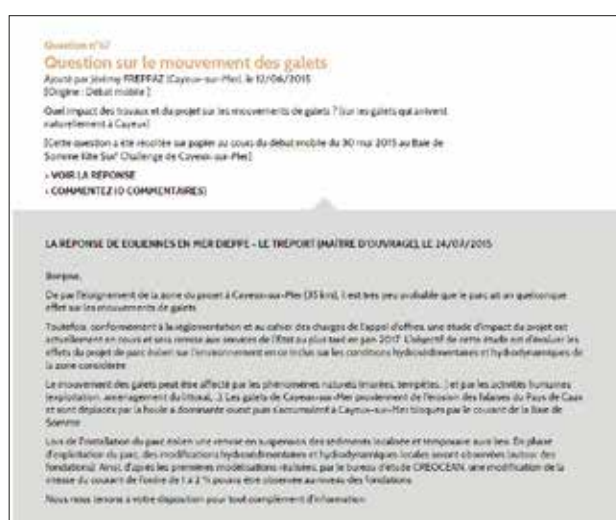 Question n°67
Question sur le mouvement des galets
Ajouté par Jérémy FREPPAZ (Cayeux-sur-Mer), le 12/06/2015
[Origine : Débat mobile ]
Quel impact des travaux et du projet sur les mouvements de galets ? (sur les galets qui arrivent
naturellement à Cayeux)
[Cette question a été récoltée sur papier au cours du débat mobile du 30 mai 2015 au Baie de
Somme Kite Surf Challenge de Cayeux-sur-Mer]
› VOIR LA RÉPONSE
› COMMENTEZ (0 COMMENTAIRES)
LA RÉPONSE DE EOLIENNES EN MER DIEPPE - LE TRÉPORT (MAÎTRE D'OUVRAGE), LE 24/07/2015
Bonjour,
De par l'éloignement de la zone du projet à Cayeux-sur-Mer (35 km), il est très peu probable que le parc ait un quelconque
effet sur les mouvements de galets
Toutefois, conformément à la réglementation et au cahier des charges de l'appel d'offres, une étude d'impact du projet est
actuellement en cours et sera remise aux services de l'État au plus tard en juin 2017. L'objectif de cette étude est d'évaluer les
effets du projet de parc éolien sur l'environnement en ce inclus sur les conditions hydrosédimentaires et hydrodynamiques de
la zone considérée
Le mouvement des galets peut être affecté par les phénomènes naturels (marées, tempêtes,..) et par les activités humaines
(exploitation, aménagement du littoral,..). Les galets de Cayeux-sur-Mer proviennent de l'érosion des falaises du Pays de Caux
et sont déplacés par la houle à dominante ouest puis s'accumulent à Cayeux-sur-Mer bloqués par le courant de la Baie de
Somme
Lors de l'installation du parc éolien une remise en suspension des sédiments localisée et temporaire aura lieu. En phase
d'exploitation du parc, des modifications hydrosédimentaires et hydrodynamiques locales seront observées (autour des
fondations). Ainsi, d'après les premières modélisations réalisées, par le bureau d'étude CREOCEAN, une modification de la
vitesse du courant de l'ordre de 1 à 2 % pourra être observée au niveau des fondations
Nous nous tenons à votre disposition pour tout complément d'information